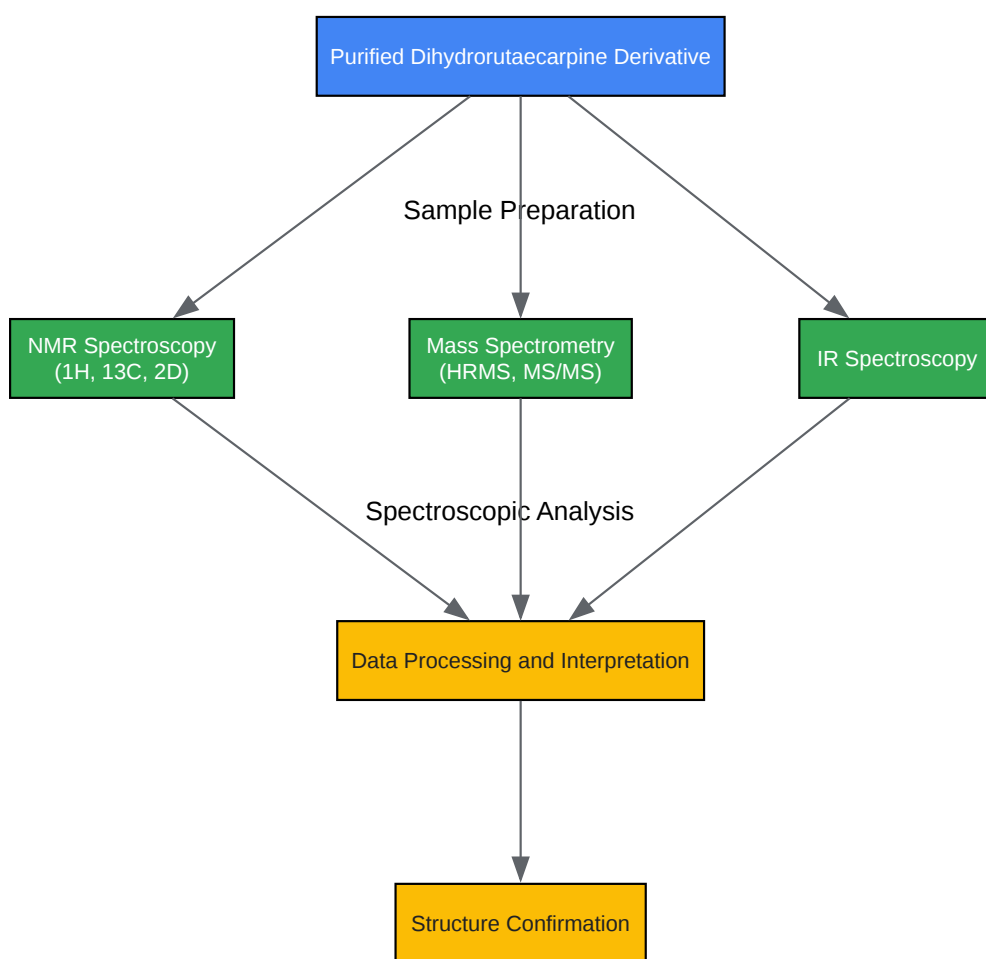 Purified Dihydrorutaecarpine Derivative
Sample Preparation
NMR Spectroscopy
(1H, 13C, 2D)
Mass Spectrometry
(HRMS, MS/MS)
IR Spectroscopy
Spectroscopic Analysis
Data Processing and Interpretation
Structure Confirmation